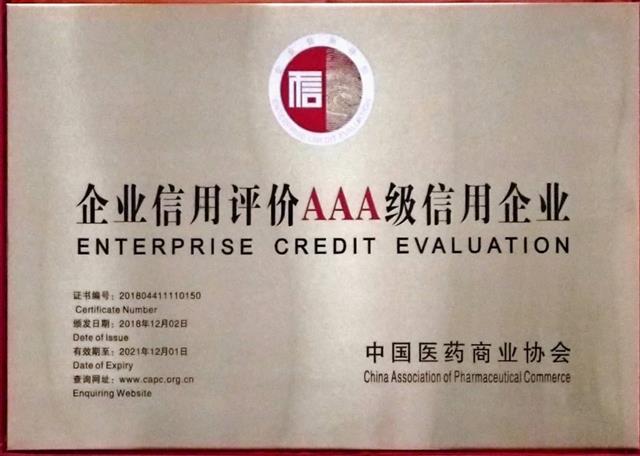 信
ENTERPRISE CREDIT EVALUATION
企业信用评价AAA级信用企业
ENTERPRISE CREDIT EVALUATION
证书编号：201804411110150
Certificate Number
颁发日期：2018年12月02日
Date of Issue
有效期至：2021年12月01日
Date of Expiry
查询网址：www.capc.org.cn
Enquiring Website
中国医药商业协会
China Association of Pharmaceutical Commerce